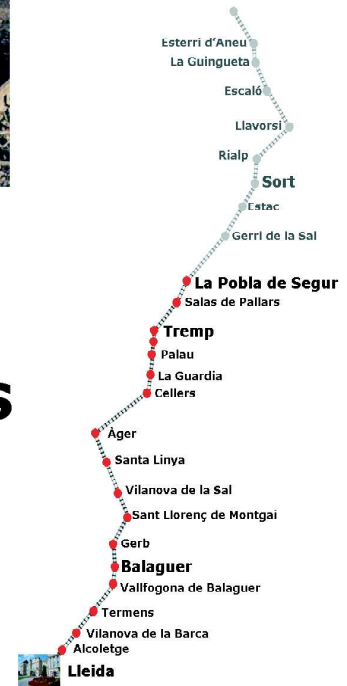 Esterri d'Aneu
La Guingueta
Escaló
Llavorsi
Rialp
Sort
Estac
Gerri de la Sal
La Pobla de Segur
Salas de Pallars
Tremp
Palau
La Guardia
Cellers
s
Àger
Santa Linya
Vilanova de la Sal
Sant Llorenç de Montgai
Gerb
Balaguer
Vallfogona de Balaguer
Termens
Vilanova de la Barca
Alcoletge
Lleida